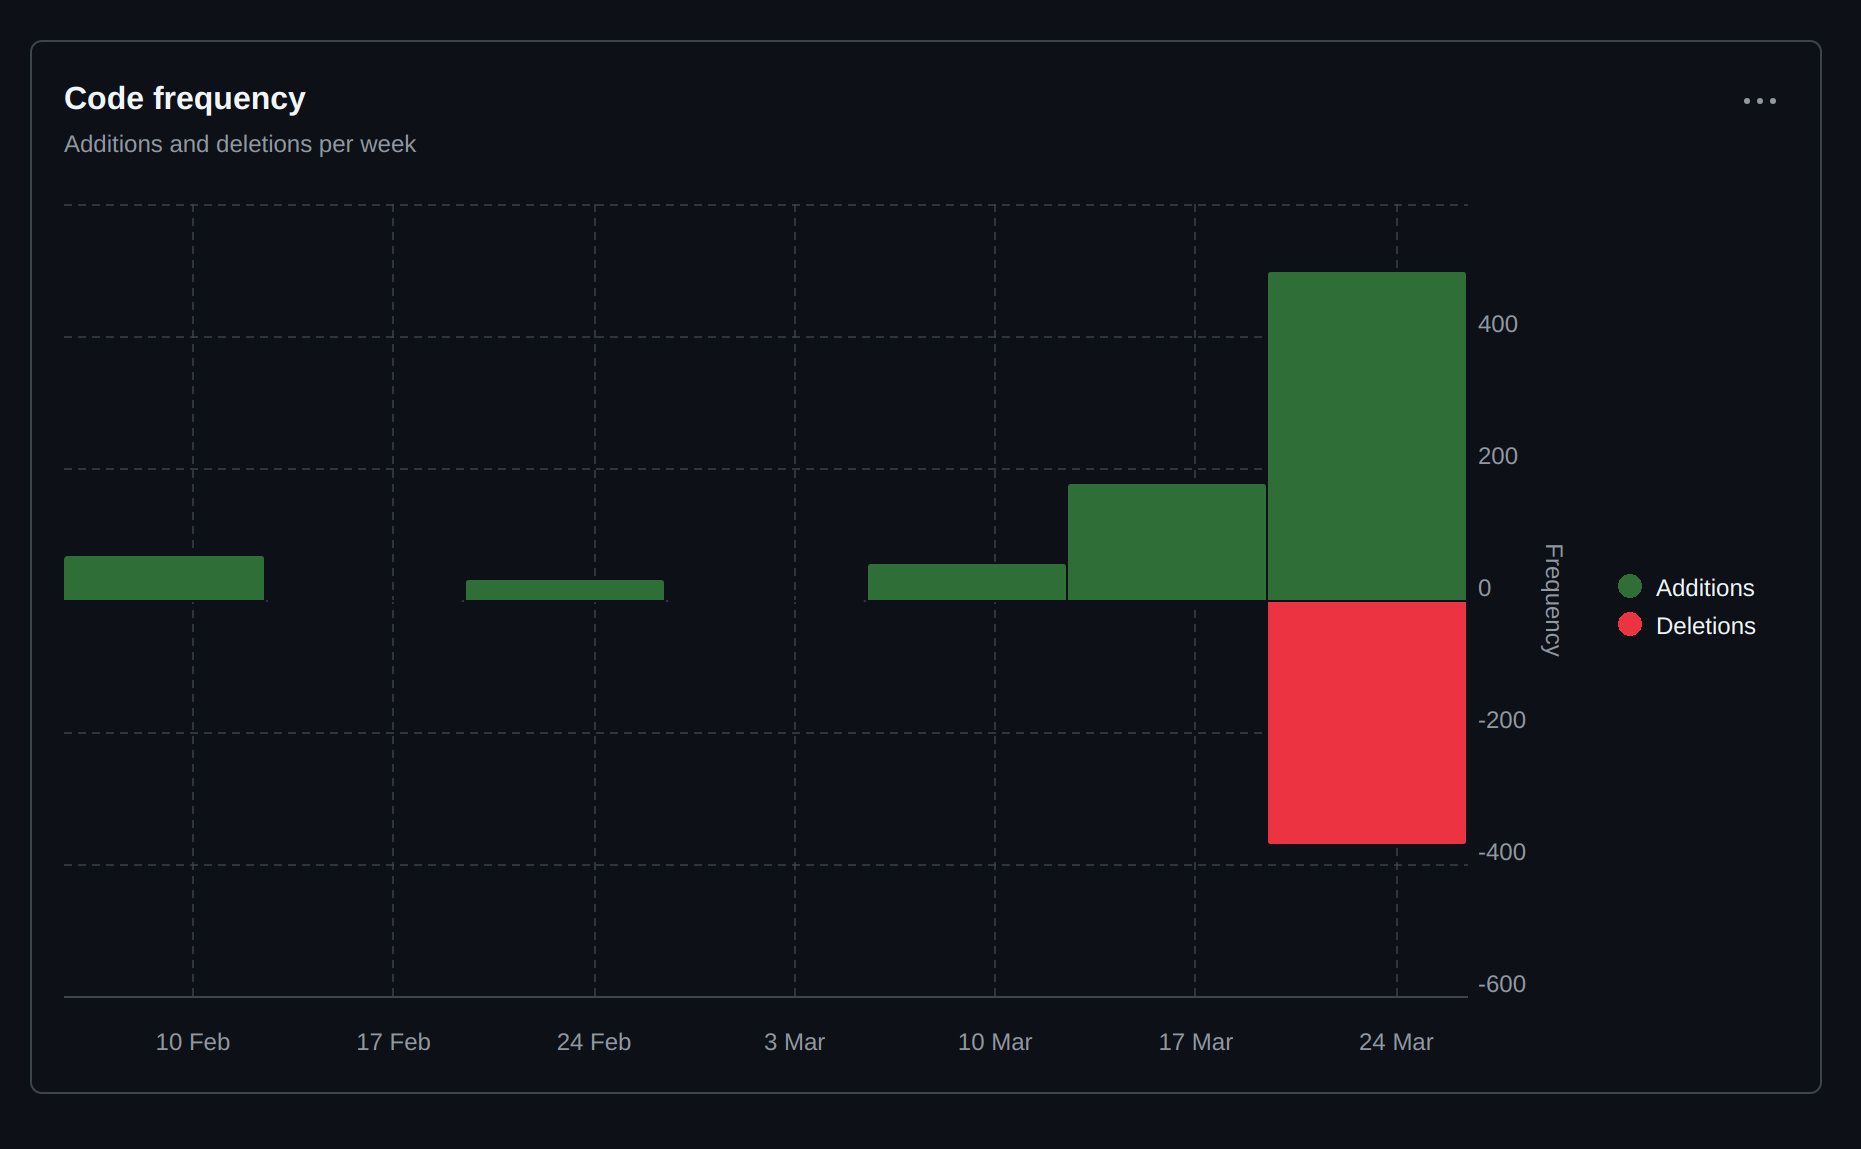 Code frequency
Additions and deletions per week
400
200
0
-200
-400
-600
Frequency
Additions
Deletions
10 Feb
17 Feb
24 Feb
3 Mar
10 Mar
17 Mar
24 Mar